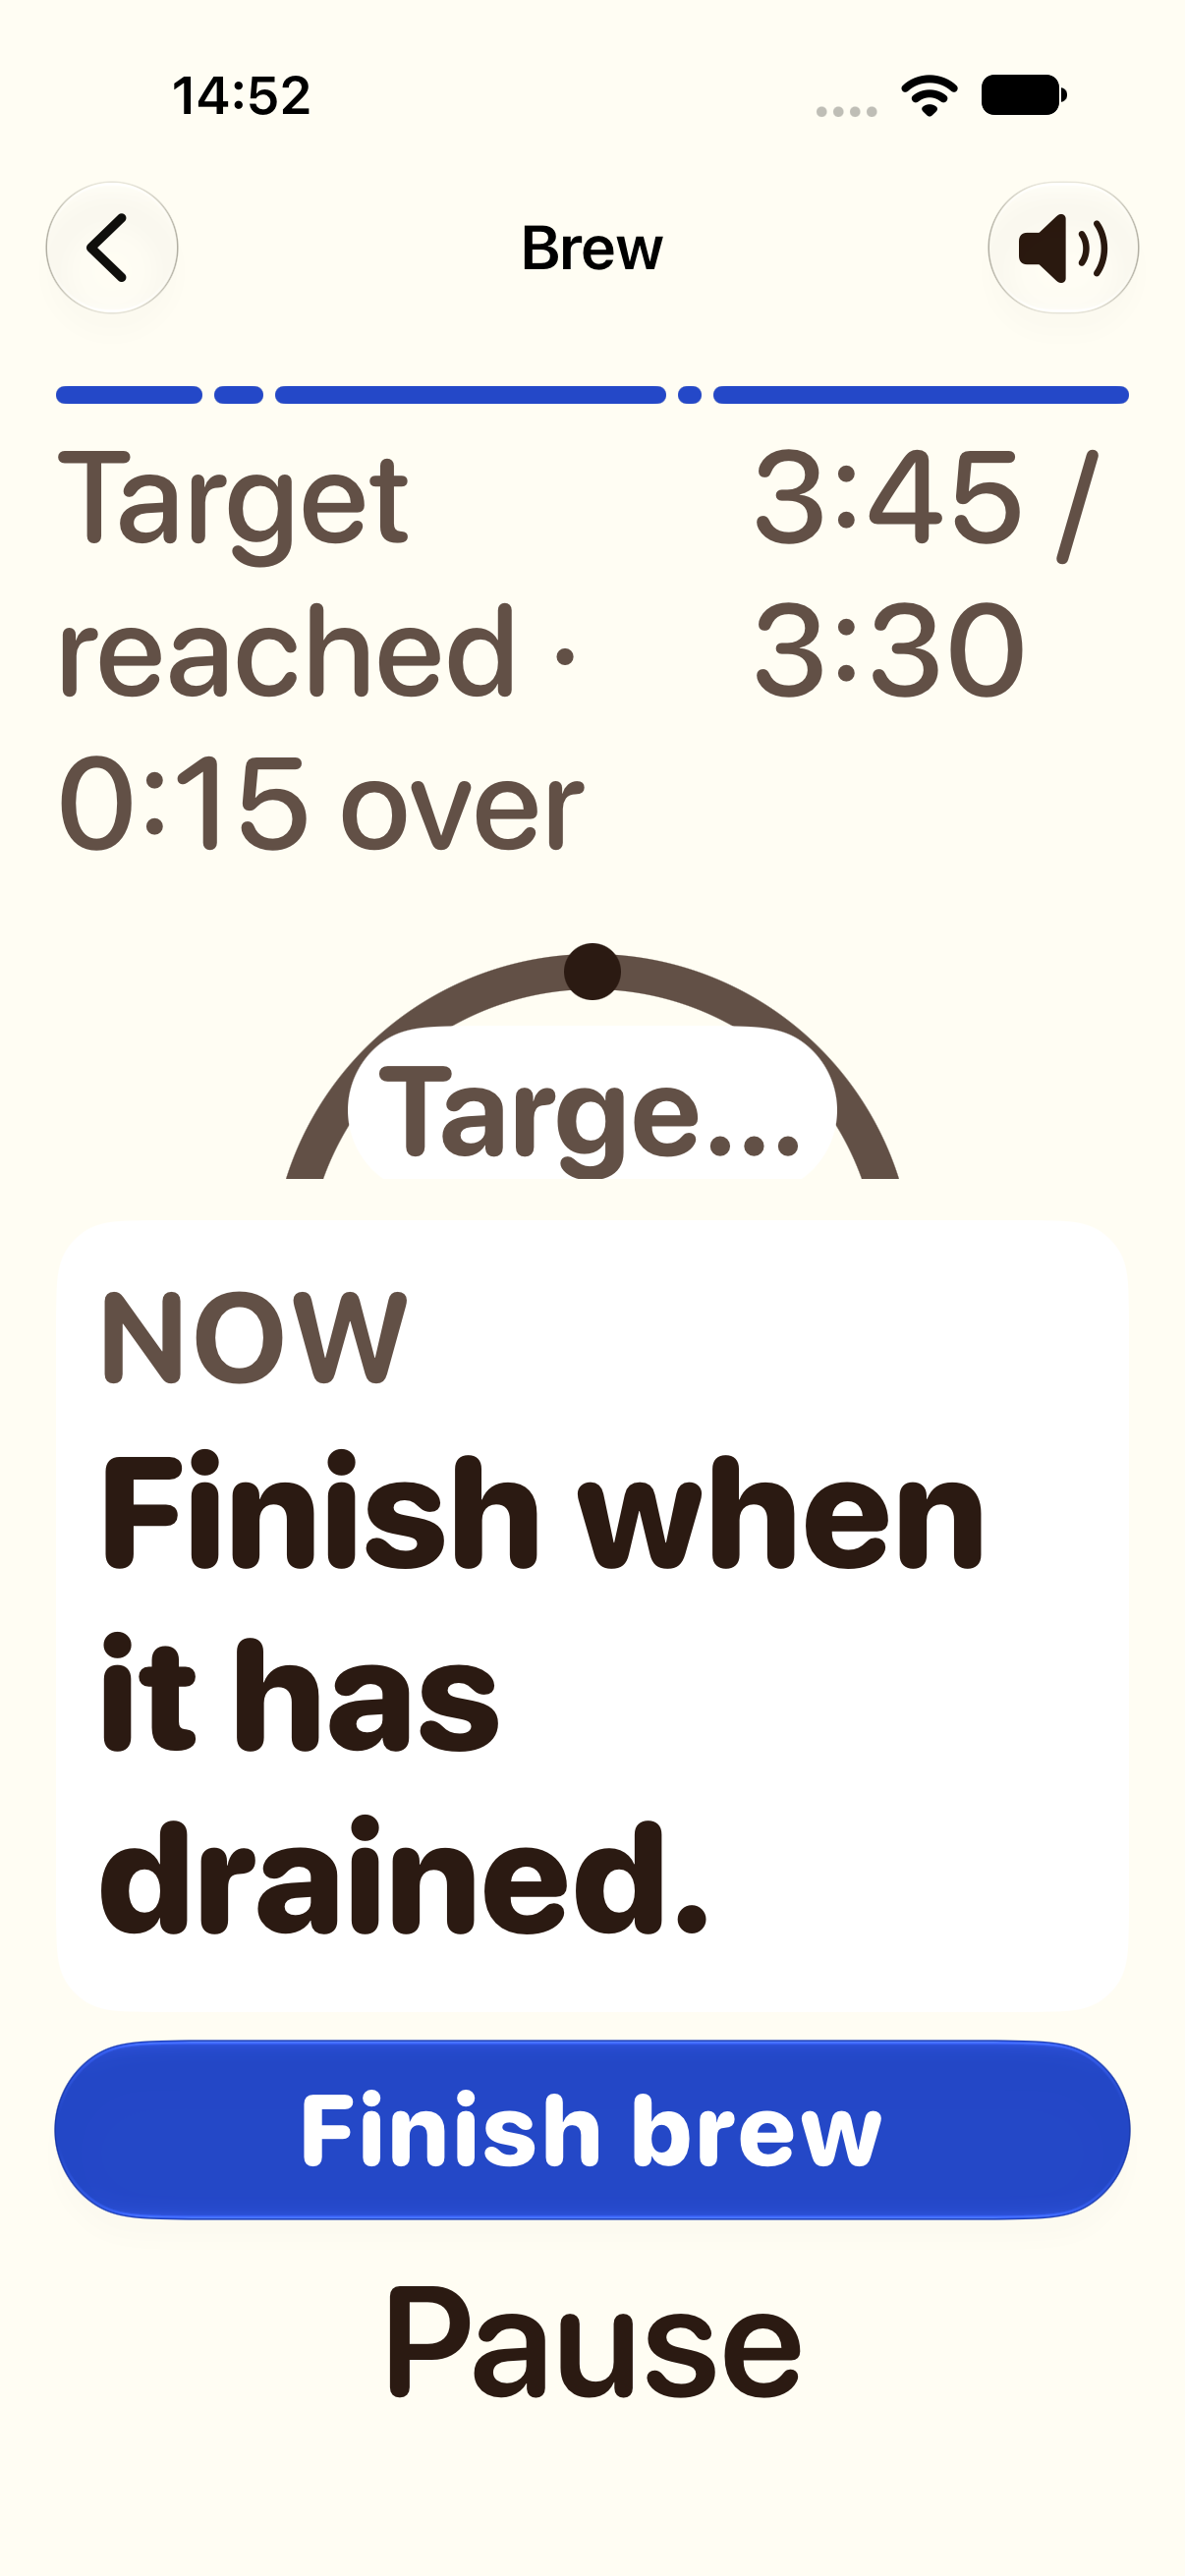 14:52
Brew
Target
reached ·
0:15 over
3:45 /
3:30
Targe...
NOW
Finish when
it has
drained.
Finish brew
Pause